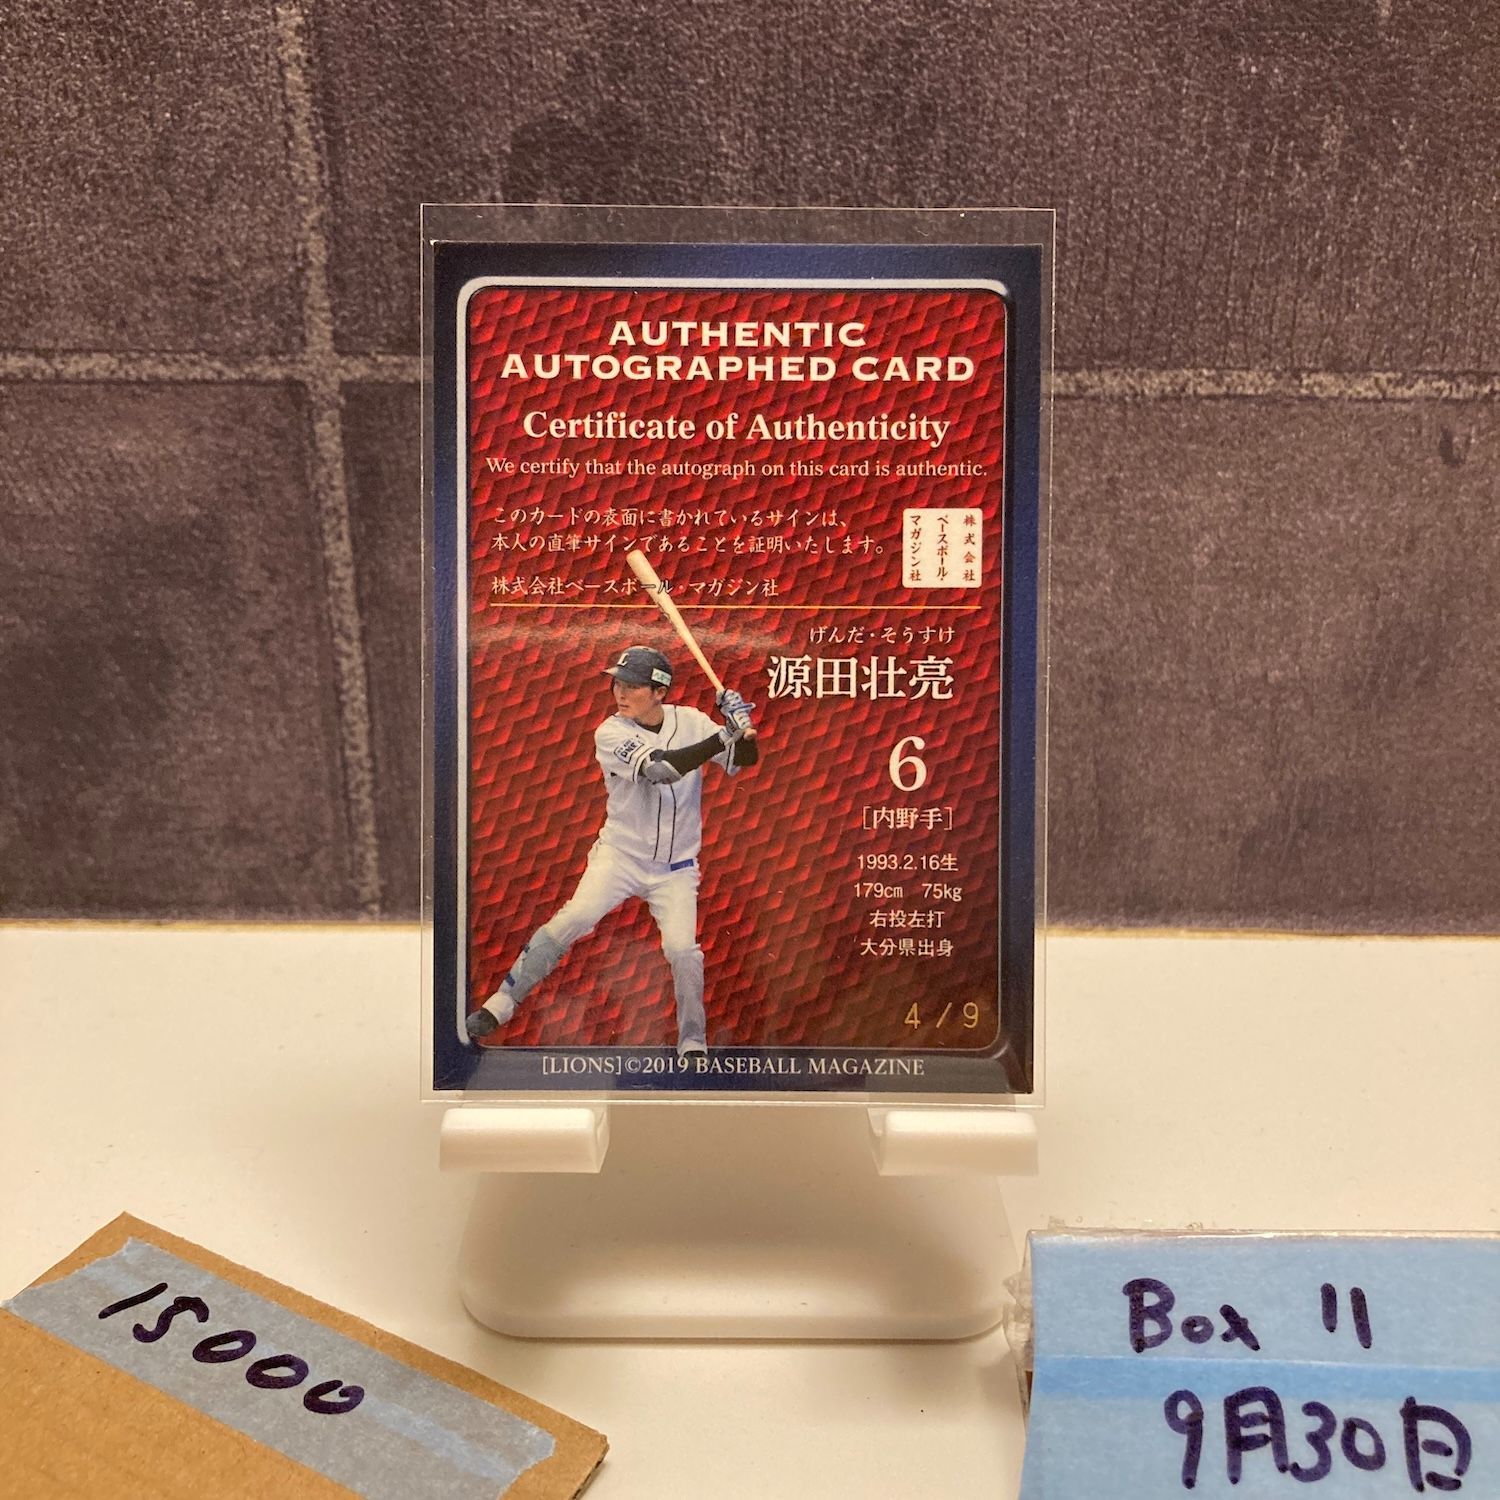 AUTHENTIC
AUTOGRAPHED CARD
Certificate of Authenticity
We certify that the autograph on this card is authentic.
このカードの表面に書かれているサインは、
本人の直筆サインであることを証明いたします。
株式会社ベースボール・マガジン社
株式会社
ベースボール・
マガジン社
げんだ・そうすけ
源田壮亮
6
[内野手]
1993.2.16生
179cm 75kg
右投左打
大分県出身
4/9
[LIONS]©2019 BASEBALL MAGAZINE
L
15000
Box 11
9月30日